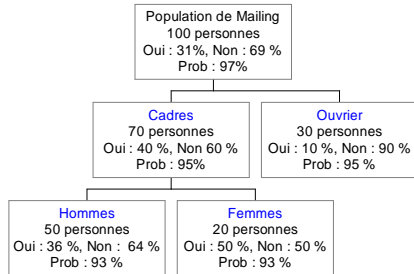 Population de Mailing
100 personnes
Oui : 31%, Non : 69 %
Prob : 97%
Cadres
70 personnes
Oui : 40 %, Non 60 %
Prob : 95%
Ouvrier
30 personnes
Oui : 10 %, Non : 90 %
Prob : 95 %
Hommes
50 personnes
Oui : 36 %, Non : 64 %
Prob : 93 %
Femmes
20 personnes
Oui : 50 %, Non : 50 %
Prob : 93 %